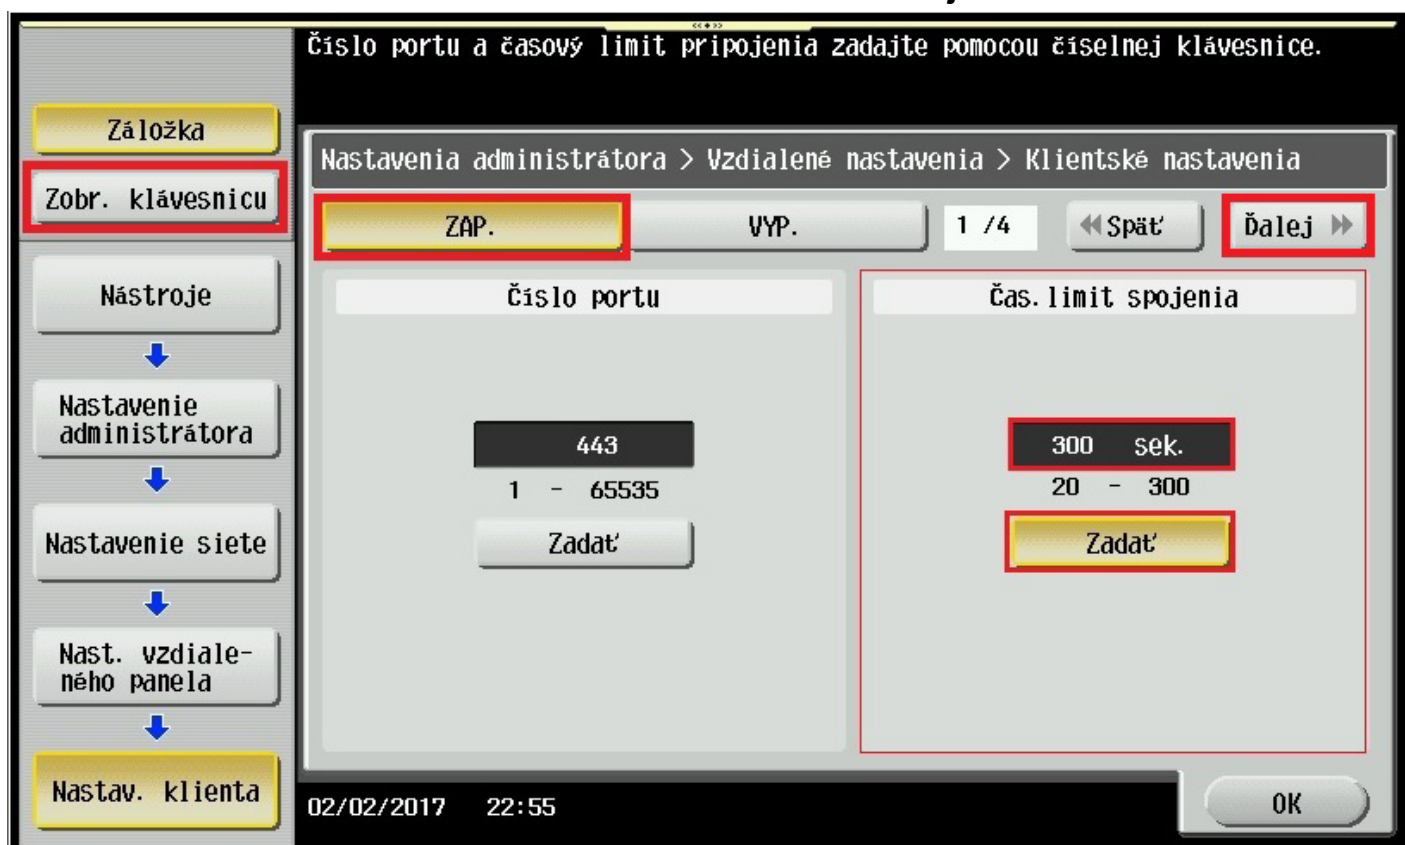 Číslo portu a časový limit pripojenia zadajte pomocou číselnej klávesnice.
Záložka
Zobr. klávesnicu
Nástroje
Nastavenie
administrátora
Nastavenie siete
Nast. vzdiale-
ného panela
Nastav. klienta
Nastavenia administrátora > Vzdialené nastavenia > Klientské nastavenia
ZAP. VYP. 1 /4 Späť Ďalej
Číslo portu
443
1 - 65535
Zadať
Čas. limit spojenia
300 sek.
20 - 300
Zadať
02/02/2017 22:55
OK